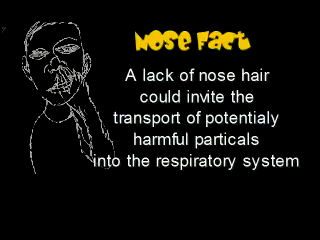 Nose Fact
A lack of nose hair
could invite the
transport of potentialy
harmful particals
into the respiratory system